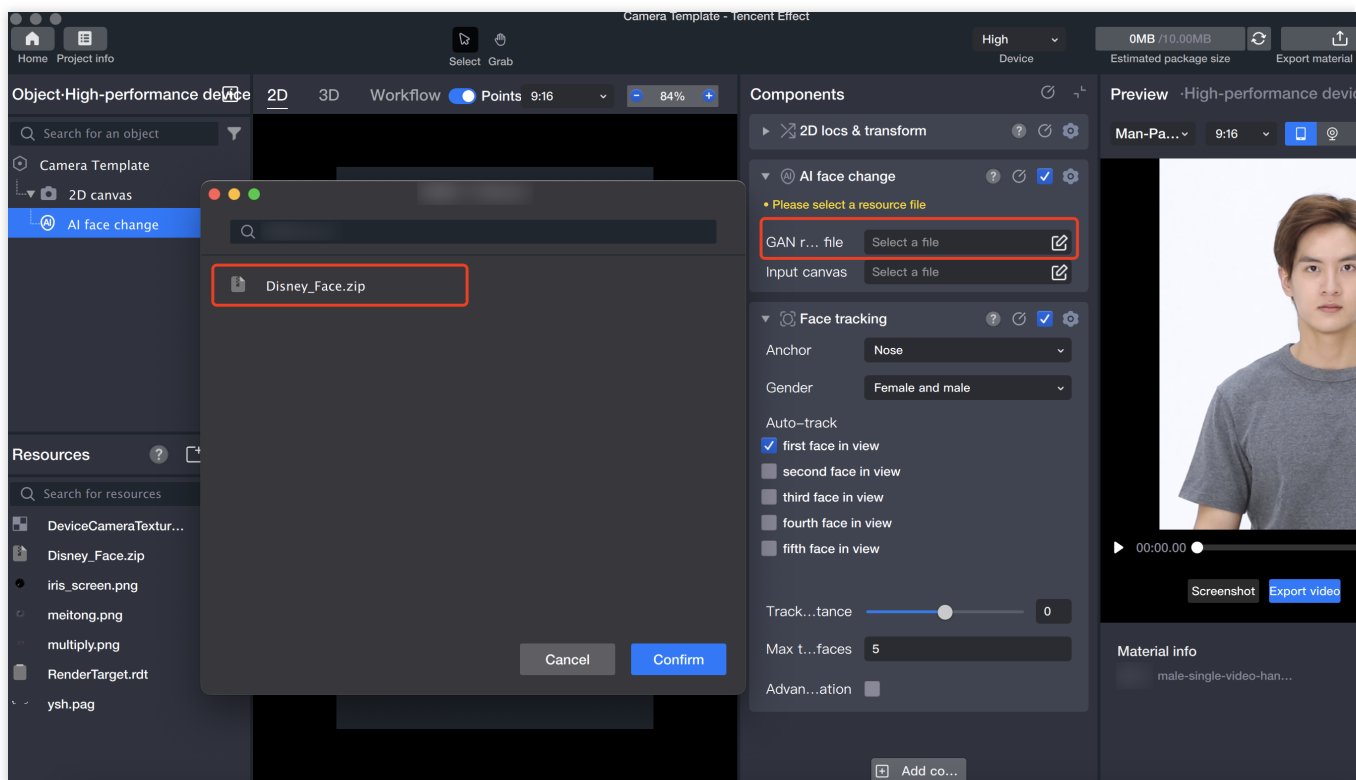 Camera Template - Tencent Effect
Home Project info
Select Grab
High
Device
0MB /10.00MB
Estimated package size
Export material
Object·High-performance device
2D 3D Workflow Points 9:16 84%
Components
Preview ·High-performance devic
Search for an object
2D locs & transform
Man-Pa... 9:16
Camera Template
2D canvas
AI face change
AI face change
Please select a resource file
GAN r... file Select a file
Input canvas Select a file
Disney_Face.zip
Face tracking
Anchor Nose
Gender Female and male
Auto-track
first face in view
second face in view
third face in view
fourth face in view
fifth face in view
Track...tance 0
Max t...faces 5
Advan...ation
Add co...
Cancel Confirm
Resources
Search for resources
DeviceCameraTextur...
Disney_Face.zip
iris_screen.png
meitong.png
multiply.png
RenderTarget.rdt
ysh.pag
00:00.00
Screenshot Export video
Material info
male-single-video-han...